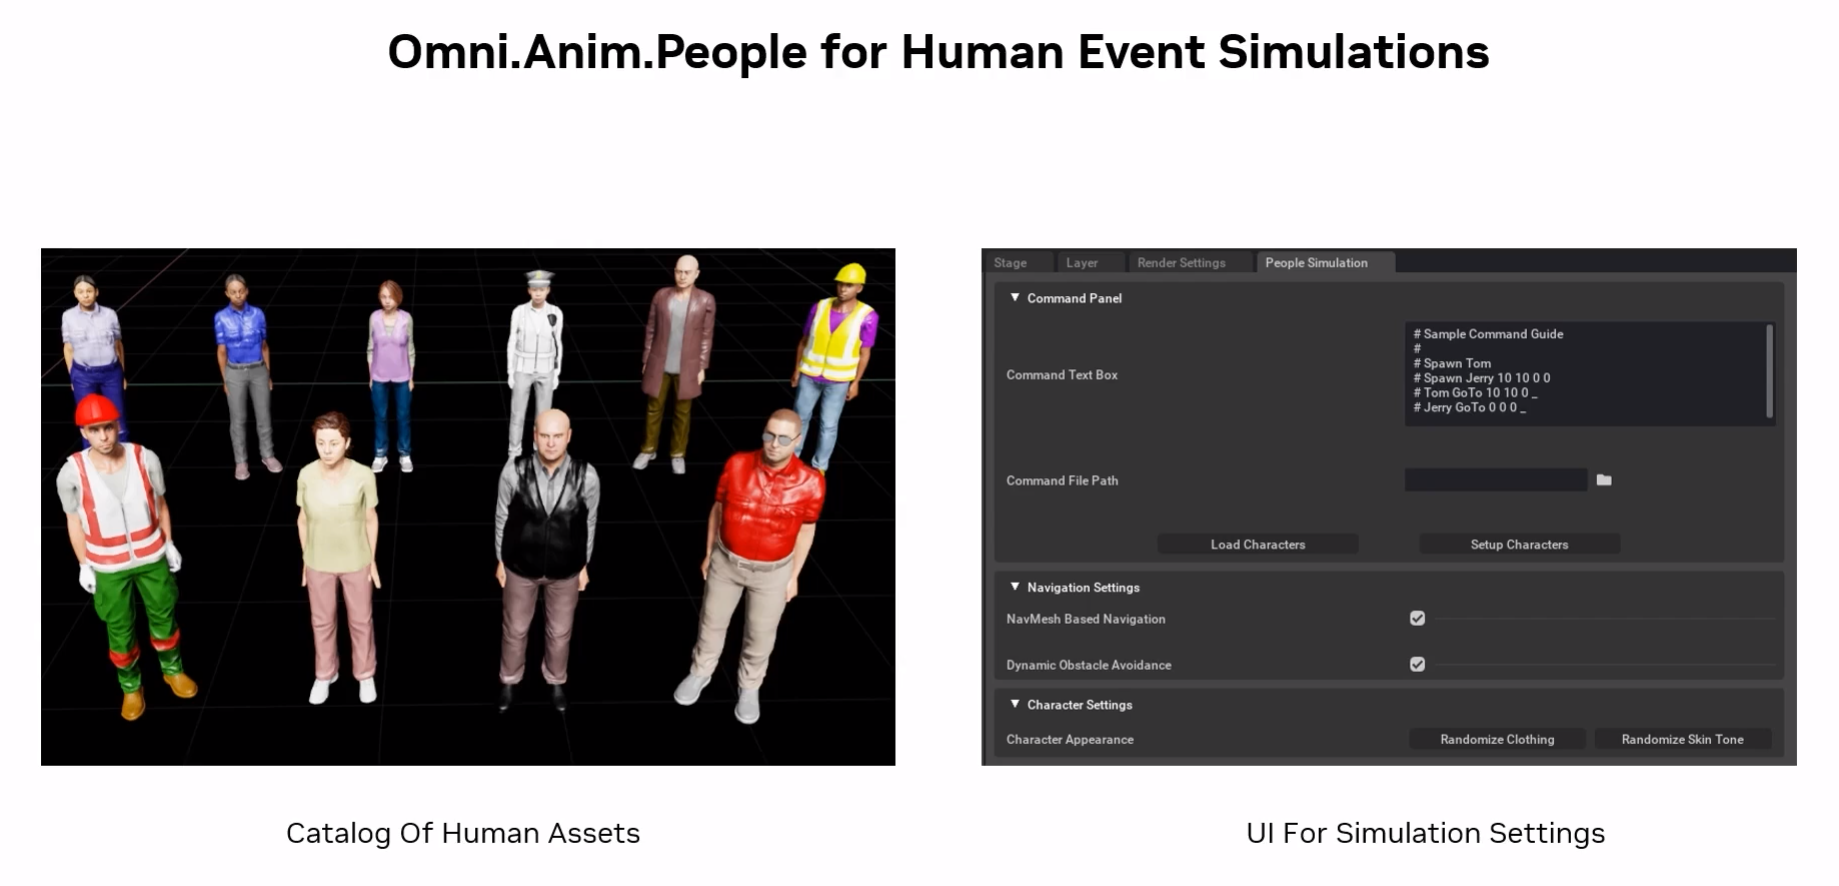 Omni.Anim.People for Human Event Simulations
Stage
Layer
Render Settings
People Simulation
Command Panel
Command Text Box
# Sample Command Guide
#
# Spawn Tom
# Spawn Jerry 10 10 0 0
# Tom GoTo 10 10 0 _
# Jerry GoTo 0 0 0 _
Command File Path
Load Characters
Setup Characters
Navigation Settings
NavMesh Based Navigation
Dynamic Obstacle Avoidance
Character Settings
Character Appearance
Randomize Clothing
Randomize Skin Tone
Catalog Of Human Assets
UI For Simulation Settings